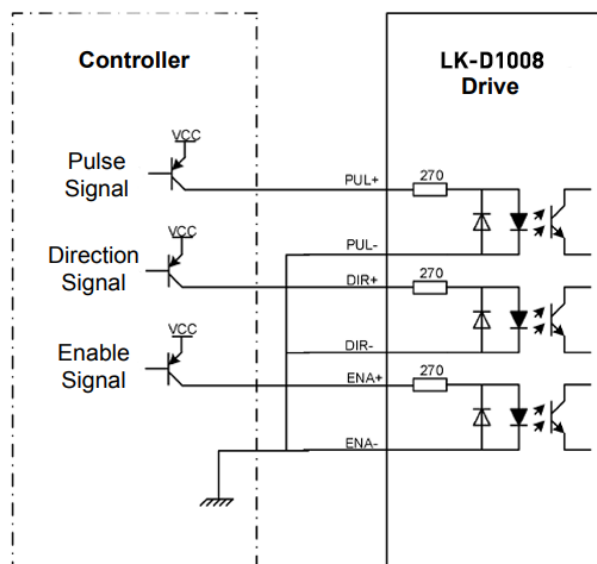 Controller
LK-D1008
Drive
VCC
Pulse
Signal
PUL+
270
PUL-
VCC
Direction
Signal
DIR+
270
DIR-
VCC
Enable
Signal
ENA+
270
ENA-